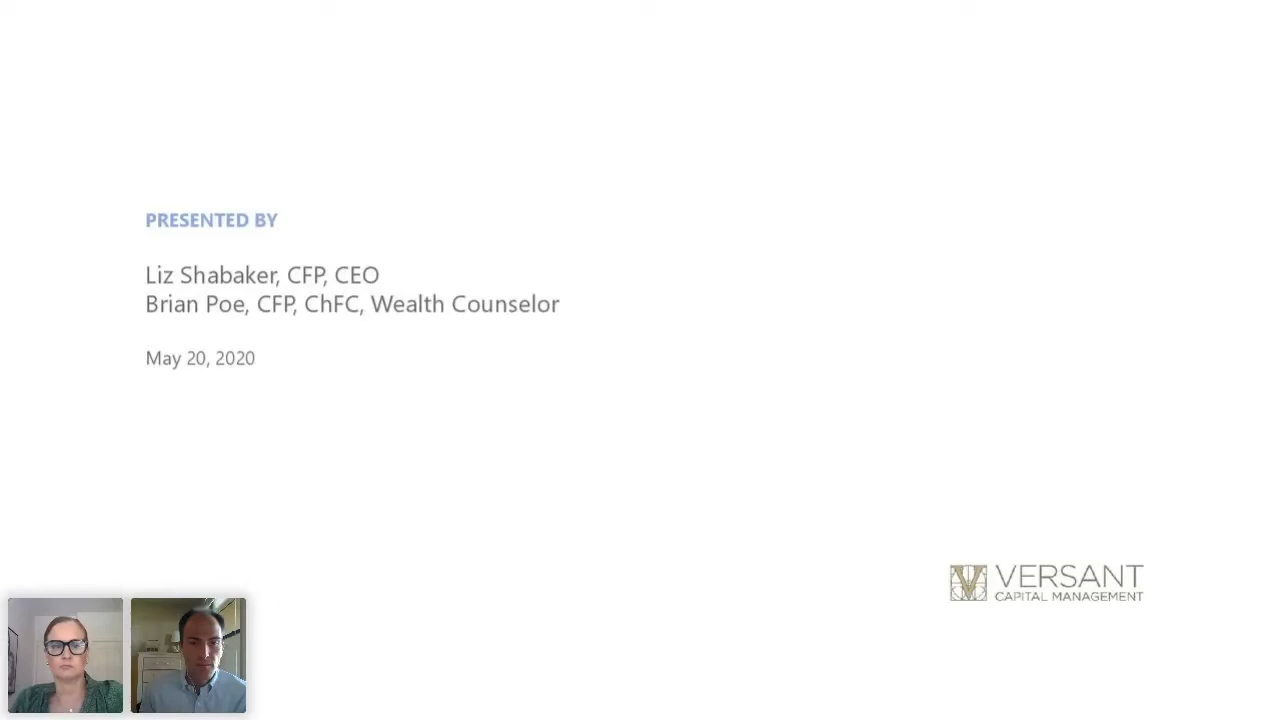 PRESENTED BY
Liz Shabaker, CFP, CEO
Brian Poe, CFP, ChFC, Wealth Counselor
May 20, 2020
VERSANT
CAPITAL MANAGEMENT